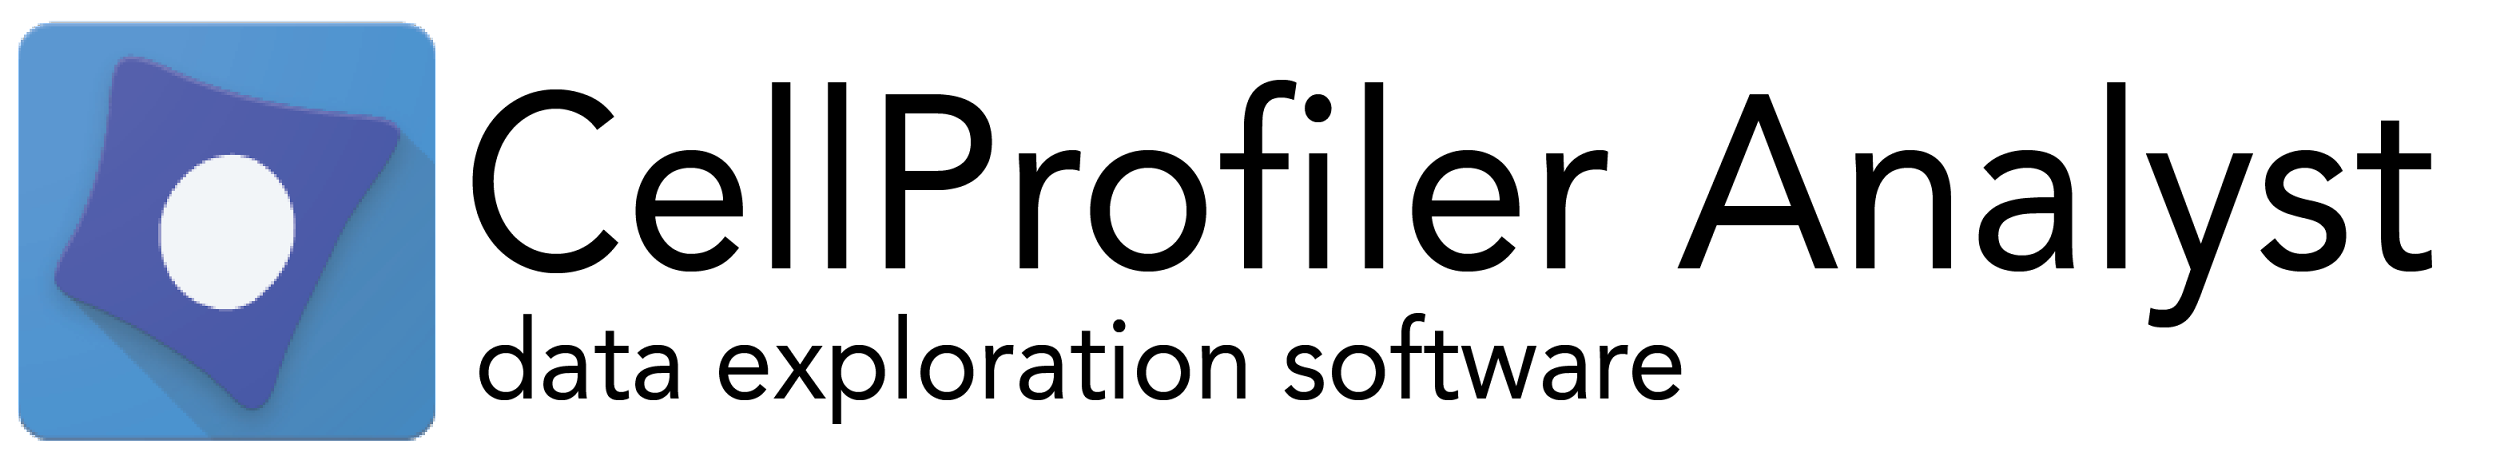 CellProfiler Analyst
data exploration software